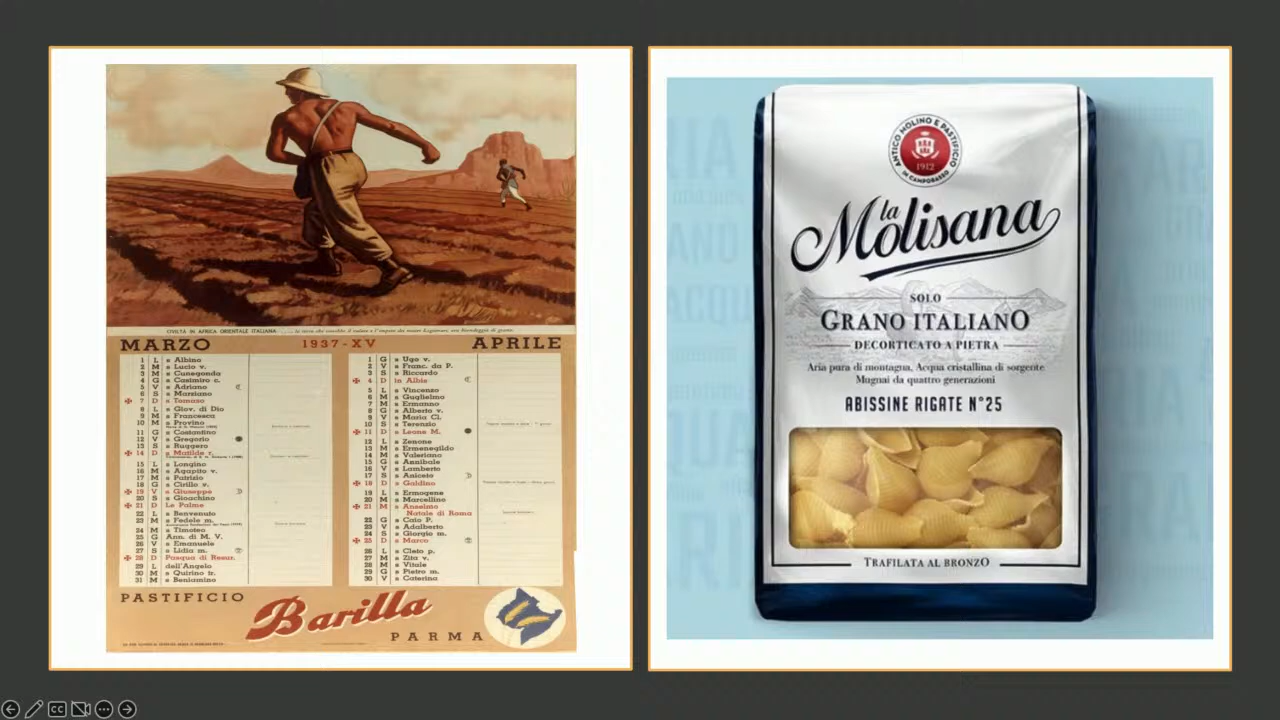 CIVILTÀ IN AFRICA ORIENTALE ITALIANA
MARZO 1937-XV APRILE
1 L s Albino
2 M s Lucio v.
3 M s Cunegonda
4 G s Casimiro c.
5 V s Adriano
6 S s Marziano
7 D s Tomaso
8 L s Giov. di Dio
9 M s Francesca
10 M s Provino
11 G s Costantino
12 V s Gregorio
13 S s Ruggero
14 D s Matilde r.
15 L s Longino
16 M s Agapito v.
17 M s Patrizio
18 G s Cirillo v.
19 V s Giuseppe
20 S s Gioachino
21 D Le Palme
22 L s Benvenuto
23 M s Fedele m.
24 M s Timoteo
25 G Ann. di M. V.
26 V s Emanuele
27 S s Lidia m.
28 D Pasqua di Resur.
29 L dell'Angelo
30 M s Quirino tr.
31 M s Beniamino
1 G s Ugo v.
2 V s Franc. da P.
3 S s Riccardo
4 D in Albis
5 L s Vincenzo
6 M s Guglielmo
7 M s Ermanno
8 G s Alberto v.
9 V s Maria Cl.
10 S s Terenzio
11 D s Leone M.
12 L s Zenone
13 M s Ermenegildo
14 M s Valeriano
15 G s Annibale
16 V s Lamberto
17 S s Aniceto
18 D s Galdino
19 L s Ermogene
20 M s Marcellino
21 M s Anselmo
Natale di Roma
22 G s Caio P.
23 V s Adalberto
24 S s Giorgio m.
25 D s Marco
26 L s Cleto p.
27 M s Zita v.
28 M s Vitale
29 G s Pietro m.
30 V s Caterina
PASTIFICIO
Barilla
PARMA
ANTICO MOLINO E PASTIFICIO
1912
IN CAMPOBASSO
la
Molisana
SOLO
GRANO ITALIANO
DECORTICATO A PIETRA
Aria pura di montagna, Acqua cristallina di sorgente
Mugnai da quattro generazioni
ABISSINE RIGATE N°25
TRAFILATA AL BRONZO
CC